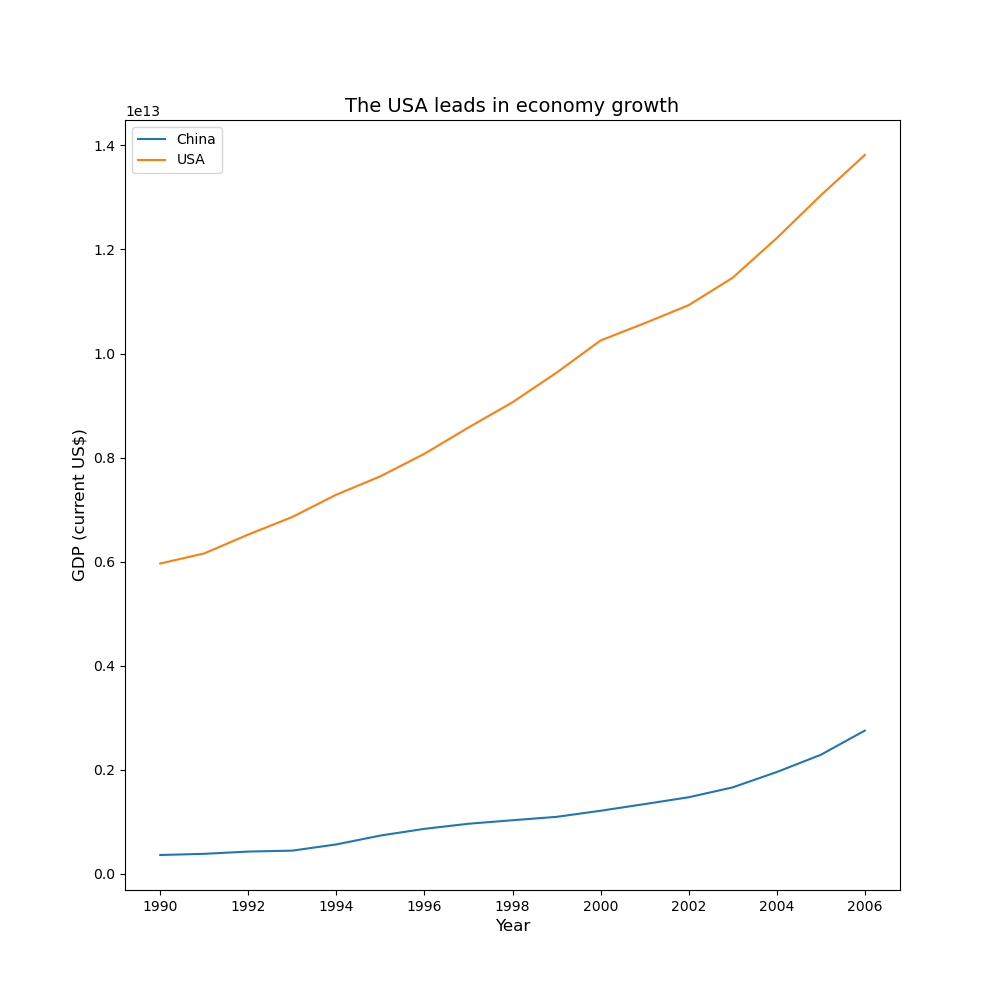 The USA leads in economy growth
1e13
China
USA
1.4
1.2
1.0
0.8
0.6
0.4
0.2
0.0
GDP (current US$)
1990 1992 1994 1996 1998 2000 2002 2004 2006
Year